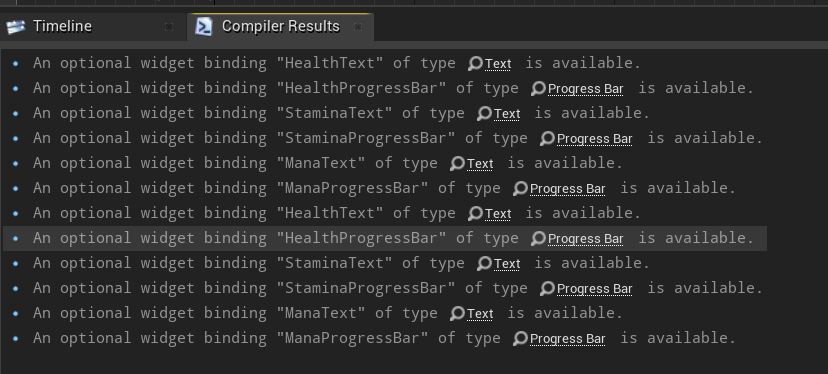 Timeline
Compiler Results
An optional widget binding "HealthText" of type Text is available.
An optional widget binding "HealthProgressBar" of type Progress Bar is available.
An optional widget binding "StaminaText" of type Text is available.
An optional widget binding "StaminaProgressBar" of type Progress Bar is available.
An optional widget binding "ManaText" of type Text is available.
An optional widget binding "ManaProgressBar" of type Progress Bar is available.
An optional widget binding "HealthText" of type Text is available.
An optional widget binding "HealthProgressBar" of type Progress Bar is available.
An optional widget binding "StaminaText" of type Text is available.
An optional widget binding "StaminaProgressBar" of type Progress Bar is available.
An optional widget binding "ManaText" of type Text is available.
An optional widget binding "ManaProgressBar" of type Progress Bar is available.